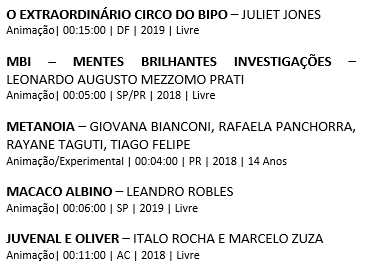 O EXTRAORDINÁRIO CIRCO DO BIPO – JULIET JONES
Animação| 00:15:00 | DF | 2019 | Livre
MBI – MENTES BRILHANTES INVESTIGAÇÕES –
LEONARDO AUGUSTO MEZZOMO PRATI
Animação| 00:05:00 | SP/PR | 2018 | Livre
METANOIA – GIOVANA BIANCONI, RAFAELA PANCHORRA,
RAYANE TAGUTI, TIAGO FELIPE
Animação/Experimental | 00:04:00 | PR | 2018 | 14 Anos
MACACO ALBINO – LEANDRO ROBLES
Animação| 00:06:00 | SP | 2019 | Livre
JUVENAL E OLIVER – ITALO ROCHA E MARCELO ZUZA
Animação| 00:11:00 | AC | 2018 | Livre